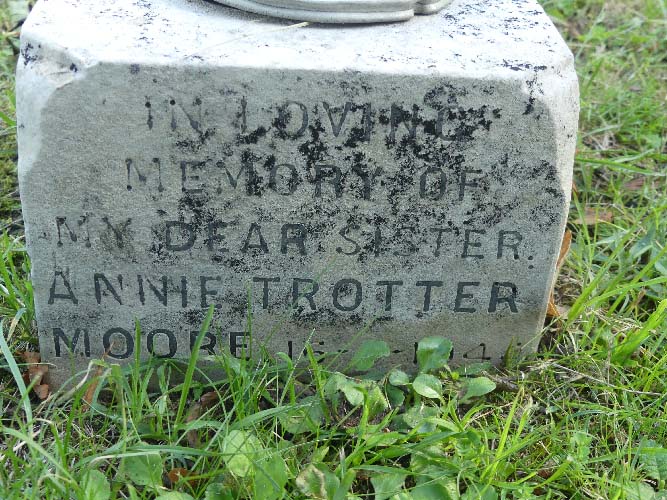 IN LOVING
MEMORY OF
MY DEAR SISTER.
ANNIE TROTTER
MOORE